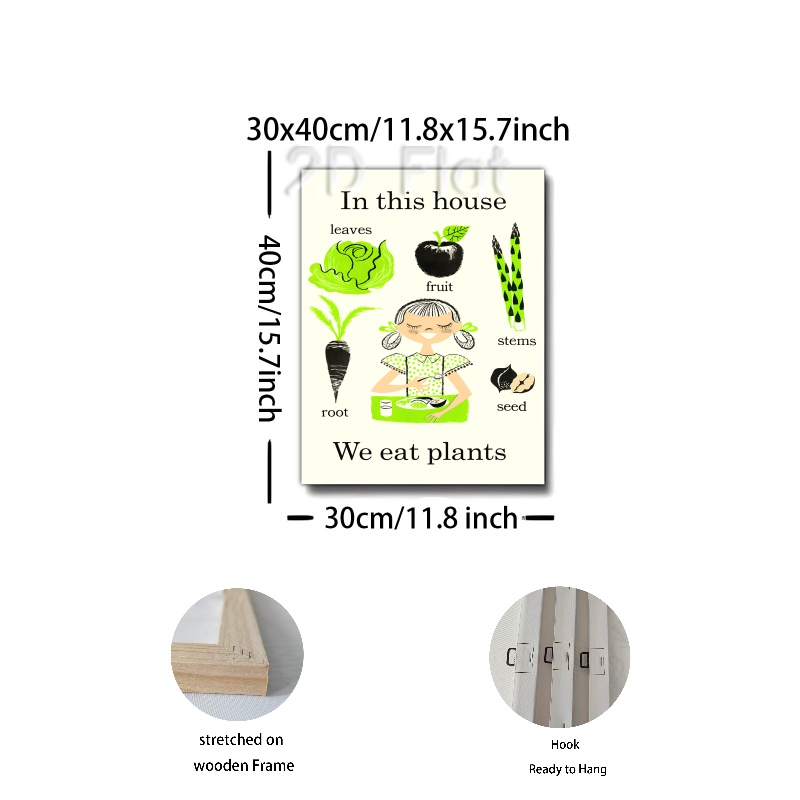 30x40cm/11.8x15.7inch
2D Flat
In this house
leaves
fruit
stems
root
seed
We eat plants
40cm/15.7inch
30cm/11.8 inch
stretched on
wooden Frame
Hook
Ready to Hang